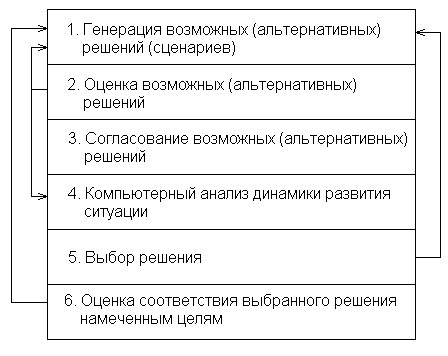 1. Генерация возможных (альтернативных)
решений (сценариев)
2. Оценка возможных (альтернативных)
решений
3. Согласование возможных (альтернативных)
решений
4. Компьютерный анализ динамики развития
ситуации
5. Выбор решения
6. Оценка соответствия выбранного решения
намеченным целям